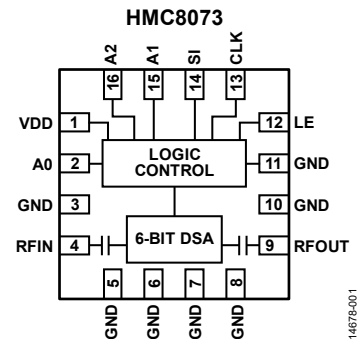 HMC8073
A2
A1
SI
CLK
16
15
14
13
VDD
1
12
LE
LOGIC
CONTROL
A0
2
11
GND
GND
3
10
GND
RFIN
4
6-BIT DSA
9
RFOUT
5
6
7
8
GND
GND
GND
GND
14678-001